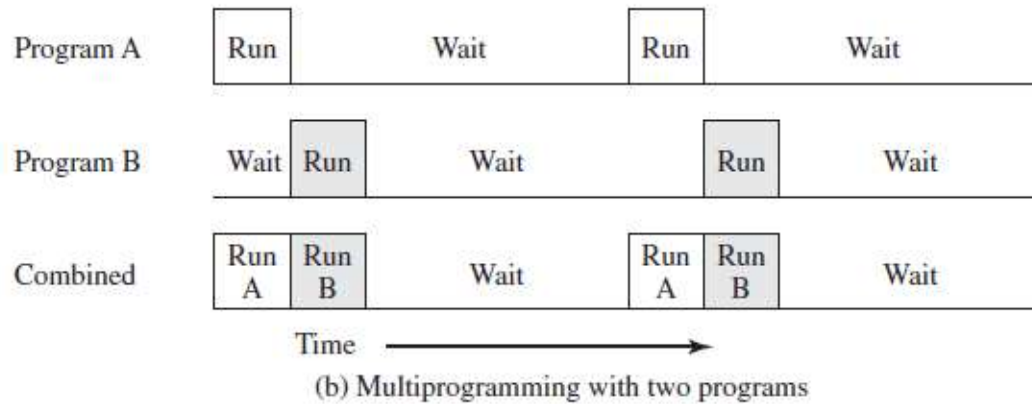 Program A Run Wait Run Wait
Program B Wait Run Wait Run Wait
Combined Run A Run B Wait Run A Run B Wait
Time
(b) Multiprogramming with two programs